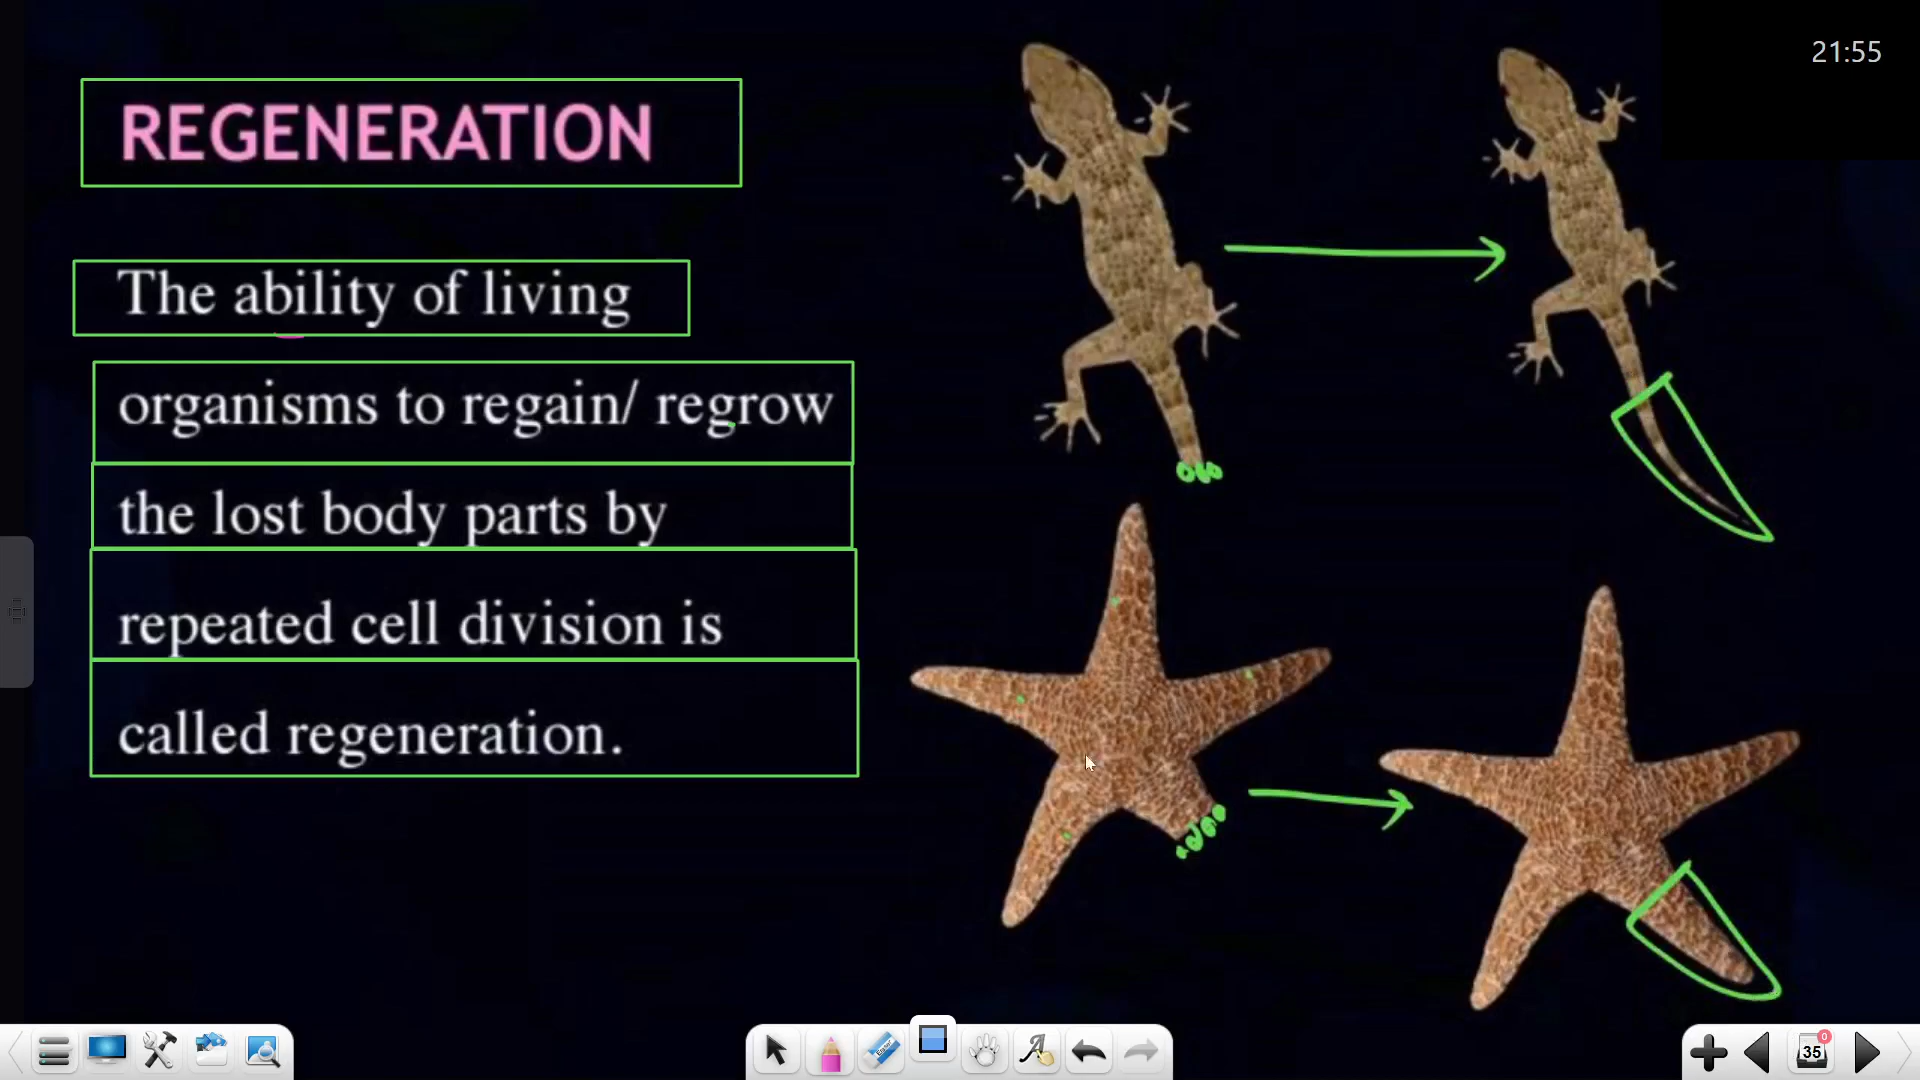 21:55
REGENERATION
The ability of living
organisms to regain/ regrow
the lost body parts by
repeated cell division is
called regeneration.
35
0